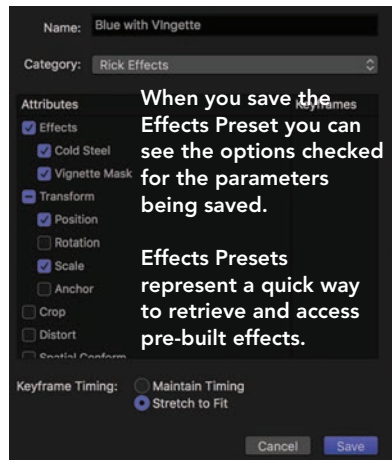 Name: Blue with VIngette
Category: Rick Effects
Attributes
Keyframes
Effects
Cold Steel
Vignette Mask
Transform
Position
Rotation
Scale
Anchor
Crop
Distort
Spatial Conform
When you save the
Effects Preset you can
see the options checked
for the parameters
being saved.
Effects Presets
represent a quick way
to retrieve and access
pre-built effects.
Keyframe Timing: Maintain Timing
Stretch to Fit
Cancel Save